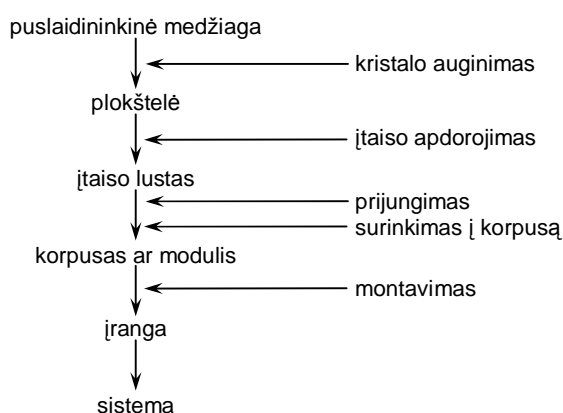 puslaidininkinė medžiaga
kristalo auginimas
plokštelė
įtaiso apdorojimas
įtaiso lustas
prijungimas
surinkimas į korpusą
korpusas ar modulis
montavimas
įranga
sistema